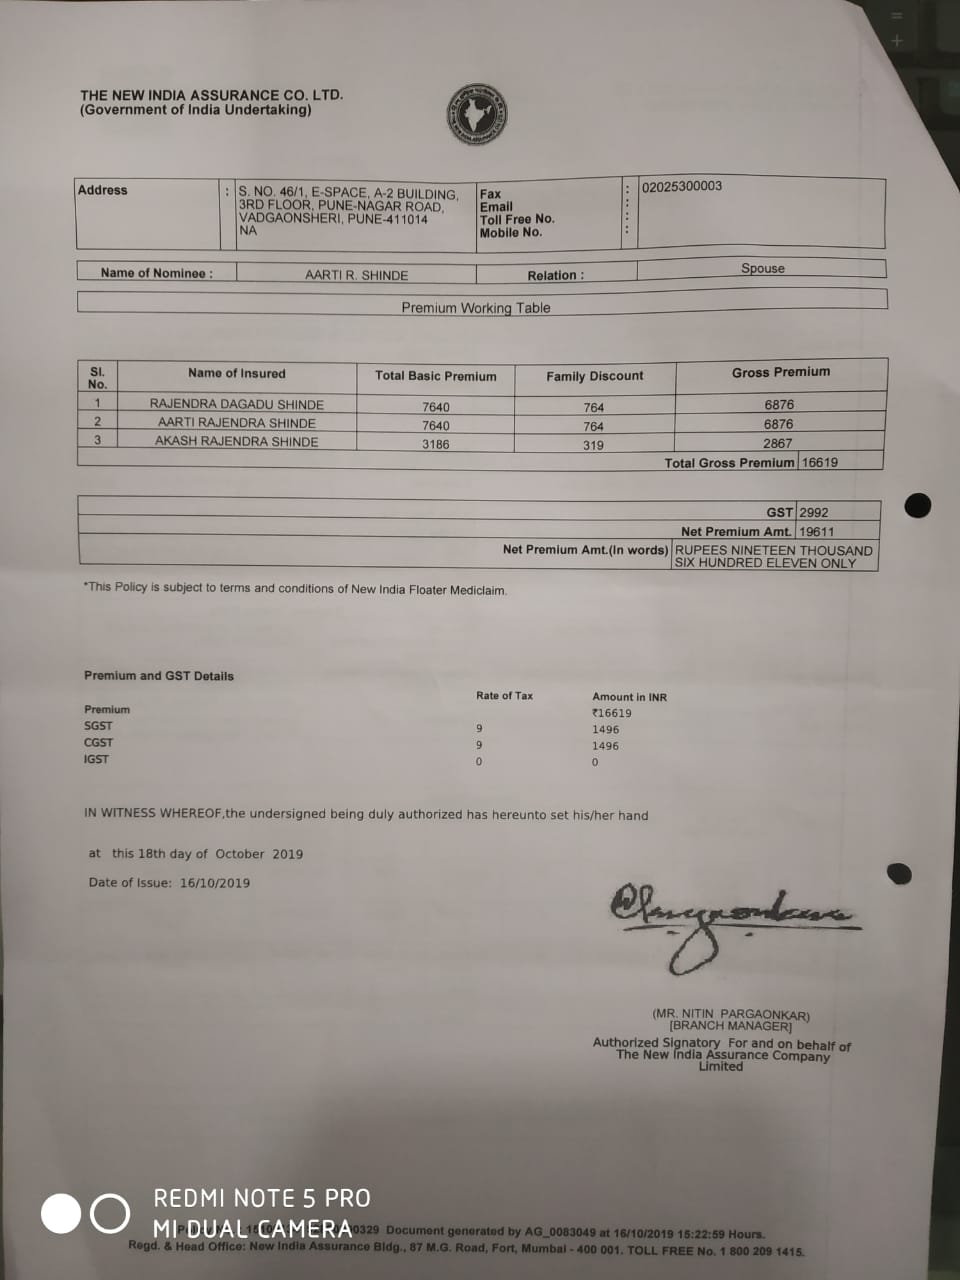 THE NEW INDIA ASSURANCE CO. LTD.
(Government of India Undertaking)
Address : S. NO. 46/1, E-SPACE, A-2 BUILDING,
3RD FLOOR, PUNE-NAGAR ROAD,
VADGAONSHERI, PUNE-411014
NA
Fax : 02025300003
Email :
Toll Free No. :
Mobile No. :
Name of Nominee : AARTI R. SHINDE Relation : Spouse
Premium Working Table
Sl. No. Name of Insured Total Basic Premium Family Discount Gross Premium
1 RAJENDRA DAGADU SHINDE 7640 764 6876
2 AARTI RAJENDRA SHINDE 7640 764 6876
3 AKASH RAJENDRA SHINDE 3186 319 2867
Total Gross Premium 16619
GST 2992
Net Premium Amt. 19611
Net Premium Amt.(In words) RUPEES NINETEEN THOUSAND
SIX HUNDRED ELEVEN ONLY
*This Policy is subject to terms and conditions of New India Floater Mediclaim.
Premium and GST Details
Rate of Tax Amount in INR
Premium ₹16619
SGST 9 1496
CGST 9 1496
IGST 0 0
IN WITNESS WHEREOF,the undersigned being duly authorized has hereunto set his/her hand
at this 18th day of October 2019
Date of Issue: 16/10/2019
(MR. NITIN PARGAONKAR)
[BRANCH MANAGER]
Authorized Signatory For and on behalf of
The New India Assurance Company
Limited
REDMI NOTE 5 PRO
MI DUAL CAMERA
Document generated by AG_0083049 at 16/10/2019 15:22:59 Hours.
Regd. & Head Office: New India Assurance Bldg., 87 M.G. Road, Fort, Mumbai - 400 001. TOLL FREE No. 1 800 209 1415.